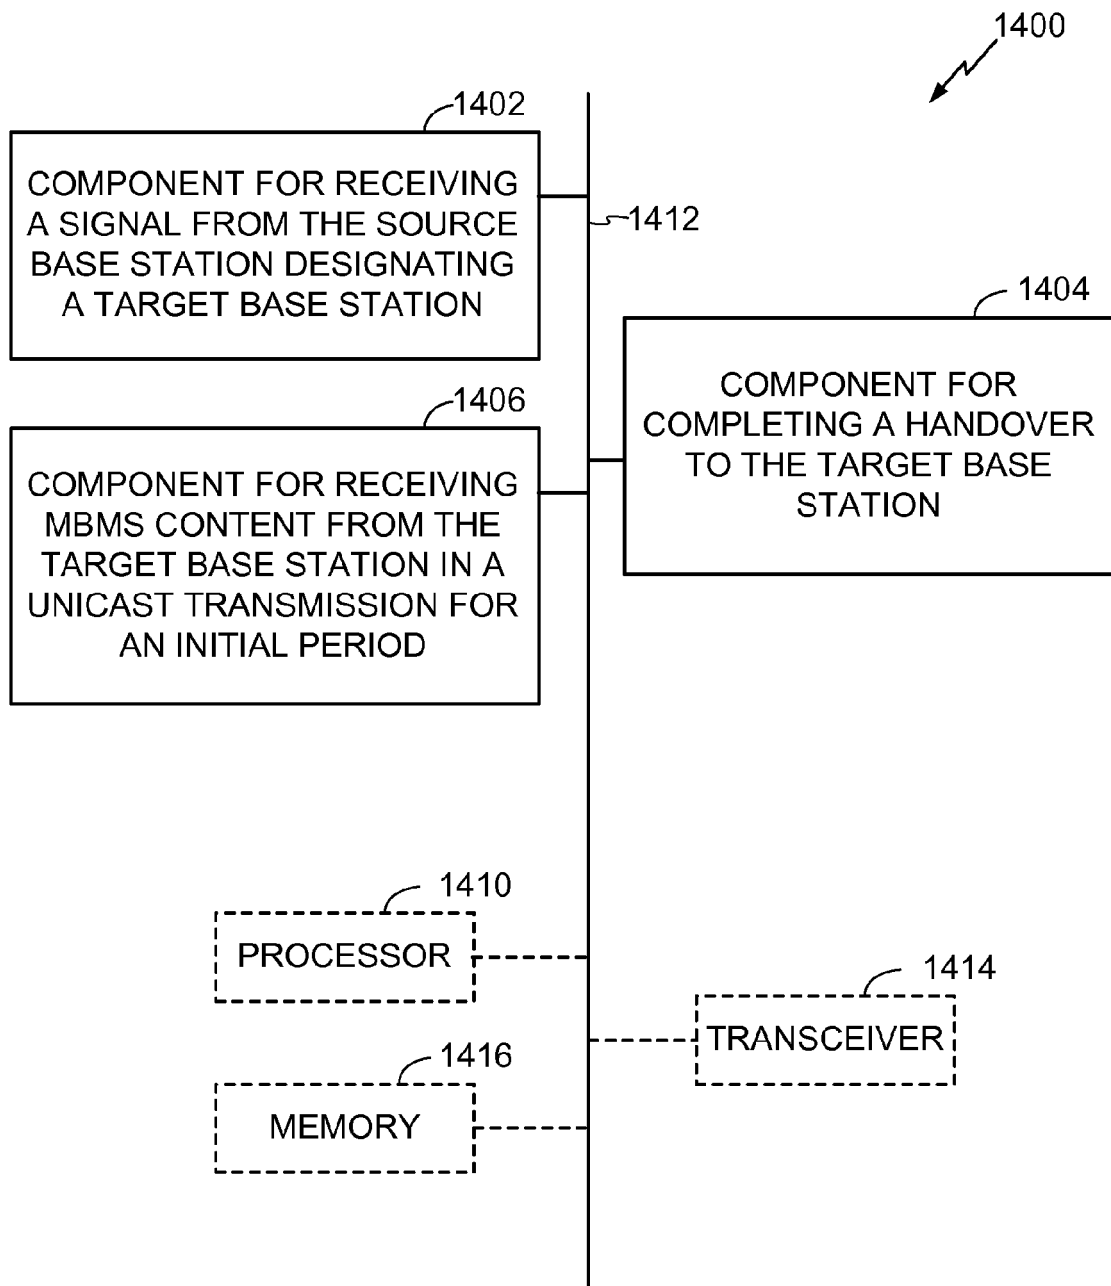 1400
1402
COMPONENT FOR RECEIVING
A SIGNAL FROM THE SOURCE
BASE STATION DESIGNATING
A TARGET BASE STATION
1412
1404
COMPONENT FOR
COMPLETING A HANDOVER
TO THE TARGET BASE
STATION
1406
COMPONENT FOR RECEIVING
MBMS CONTENT FROM THE
TARGET BASE STATION IN A
UNICAST TRANSMISSION FOR
AN INITIAL PERIOD
1410
PROCESSOR
1414
TRANSCEIVER
1416
MEMORY